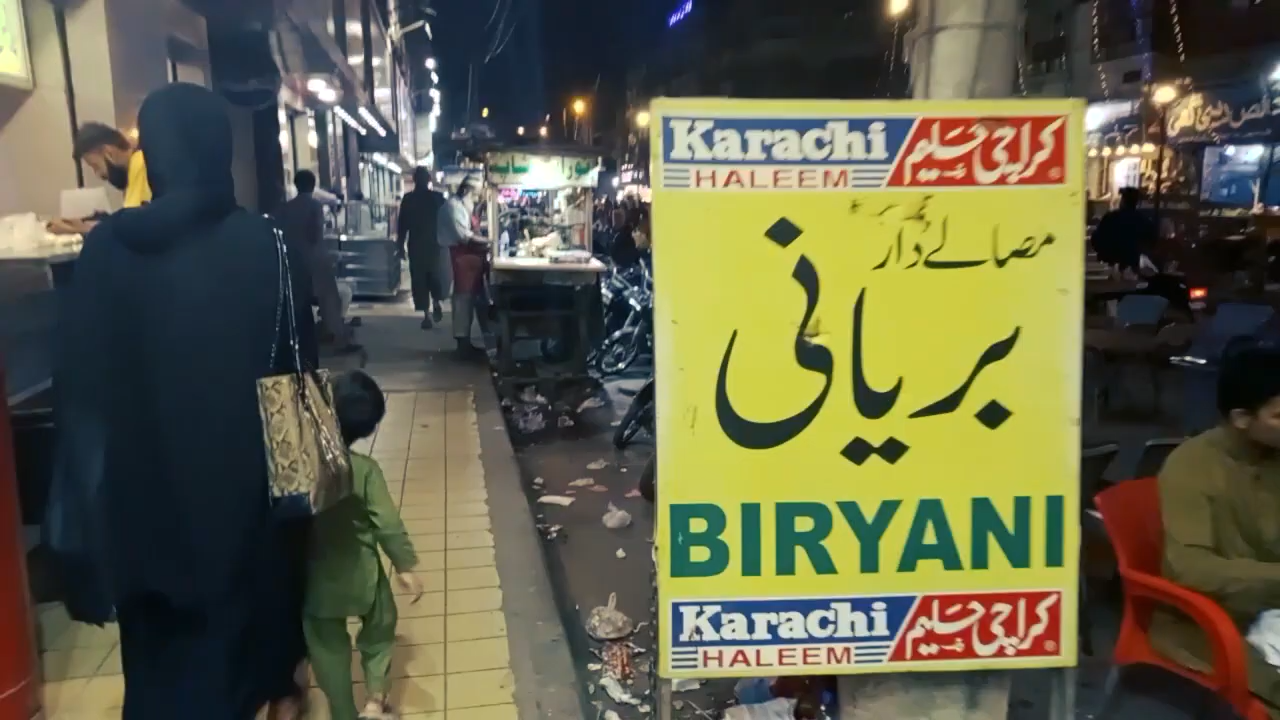 Karachi
HALEEM
کراچی حلیم
مصالے دار
بریانی
BIRYANI
Karachi
HALEEM
کراچی حلیم